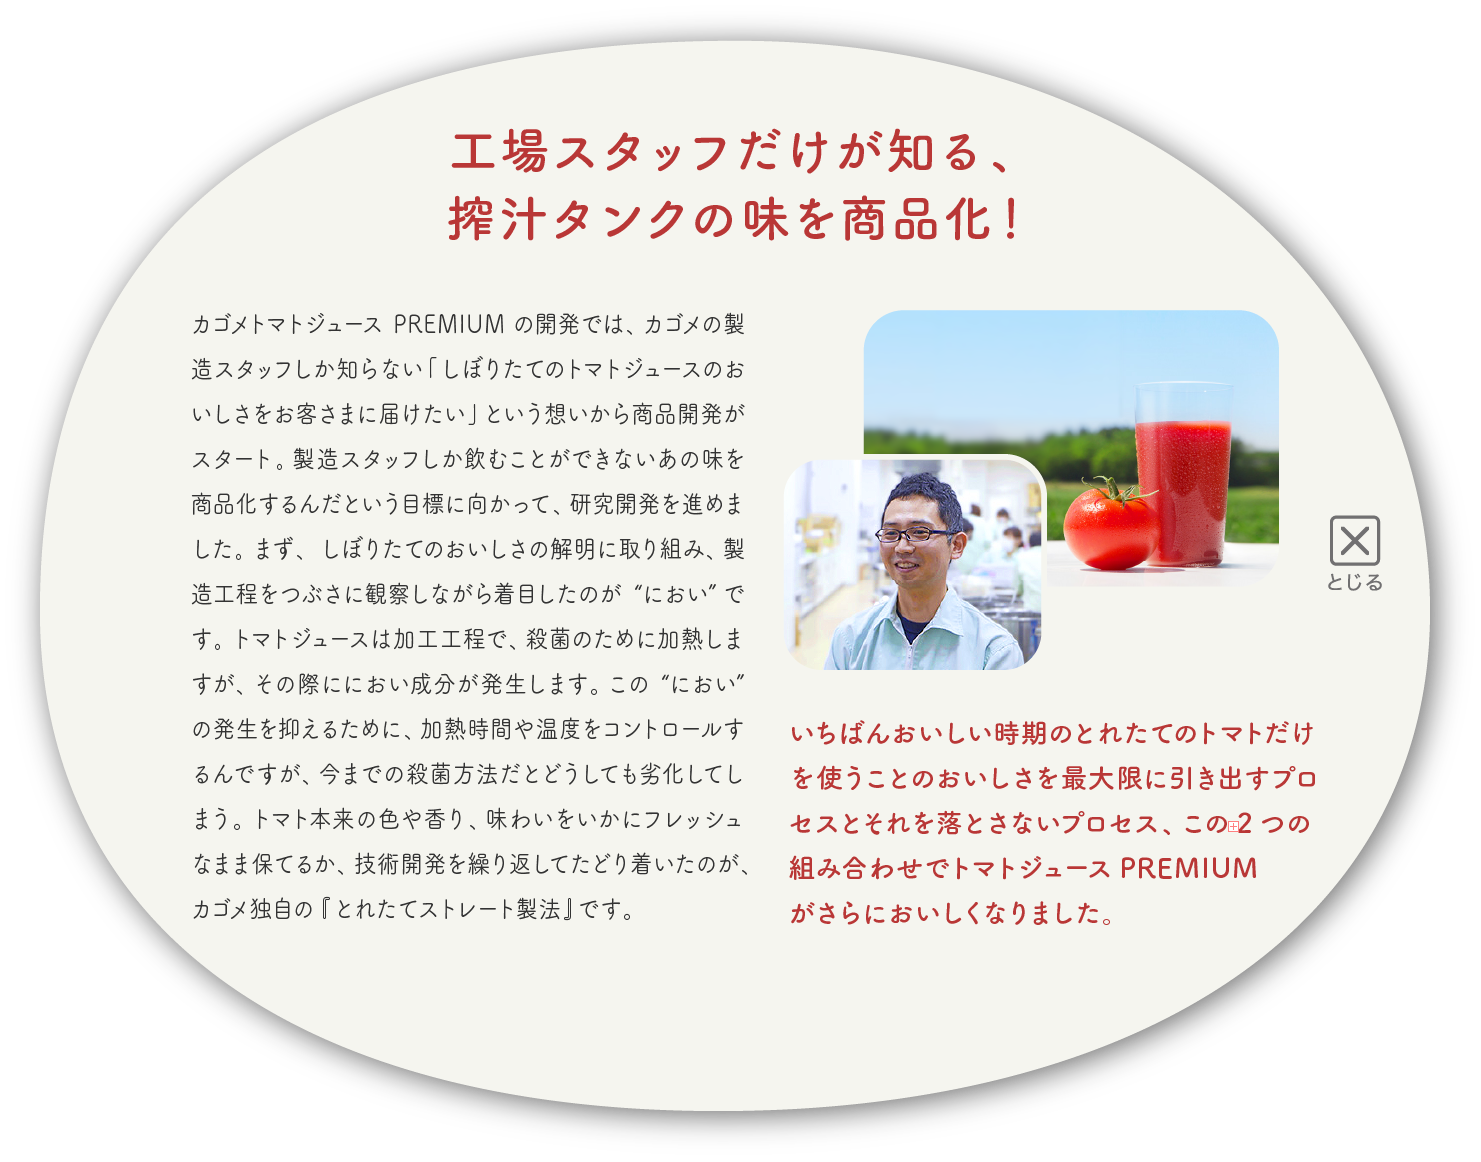 工場スタッフだけが知る、
搾汁タンクの味を商品化！
カゴメトマトジュース PREMIUM の開発では、カゴメの製
造スタッフしか知らない「しぼりたてのトマトジュースのお
いしさをお客さまに届けたい」という想いから商品開発が
スタート。製造スタッフしか飲むことができないあの味を
商品化するんだという目標に向かって、研究開発を進めま
した。まず、しぼりたてのおいしさの解明に取り組み、製
造工程をつぶさに観察しながら着目したのが “におい” で
す。トマトジュースは加工工程で、殺菌のために加熱しま
すが、その際ににおい成分が発生します。この “におい”
の発生を抑えるために、加熱時間や温度をコントロールす
るんですが、今までの殺菌方法だとどうしても劣化してし
まう。トマト本来の色や香り、味わいをいかにフレッシュ
なまま保てるか、技術開発を繰り返してたどり着いたのが、
カゴメ独自の『とれたてストレート製法』です。
とじる
いちばんおいしい時期のとれたてのトマトだけ
を使うことのおいしさを最大限に引き出すプロ
セスとそれを落とさないプロセス、この2 つの
組み合わせでトマトジュース PREMIUM
がさらにおいしくなりました。